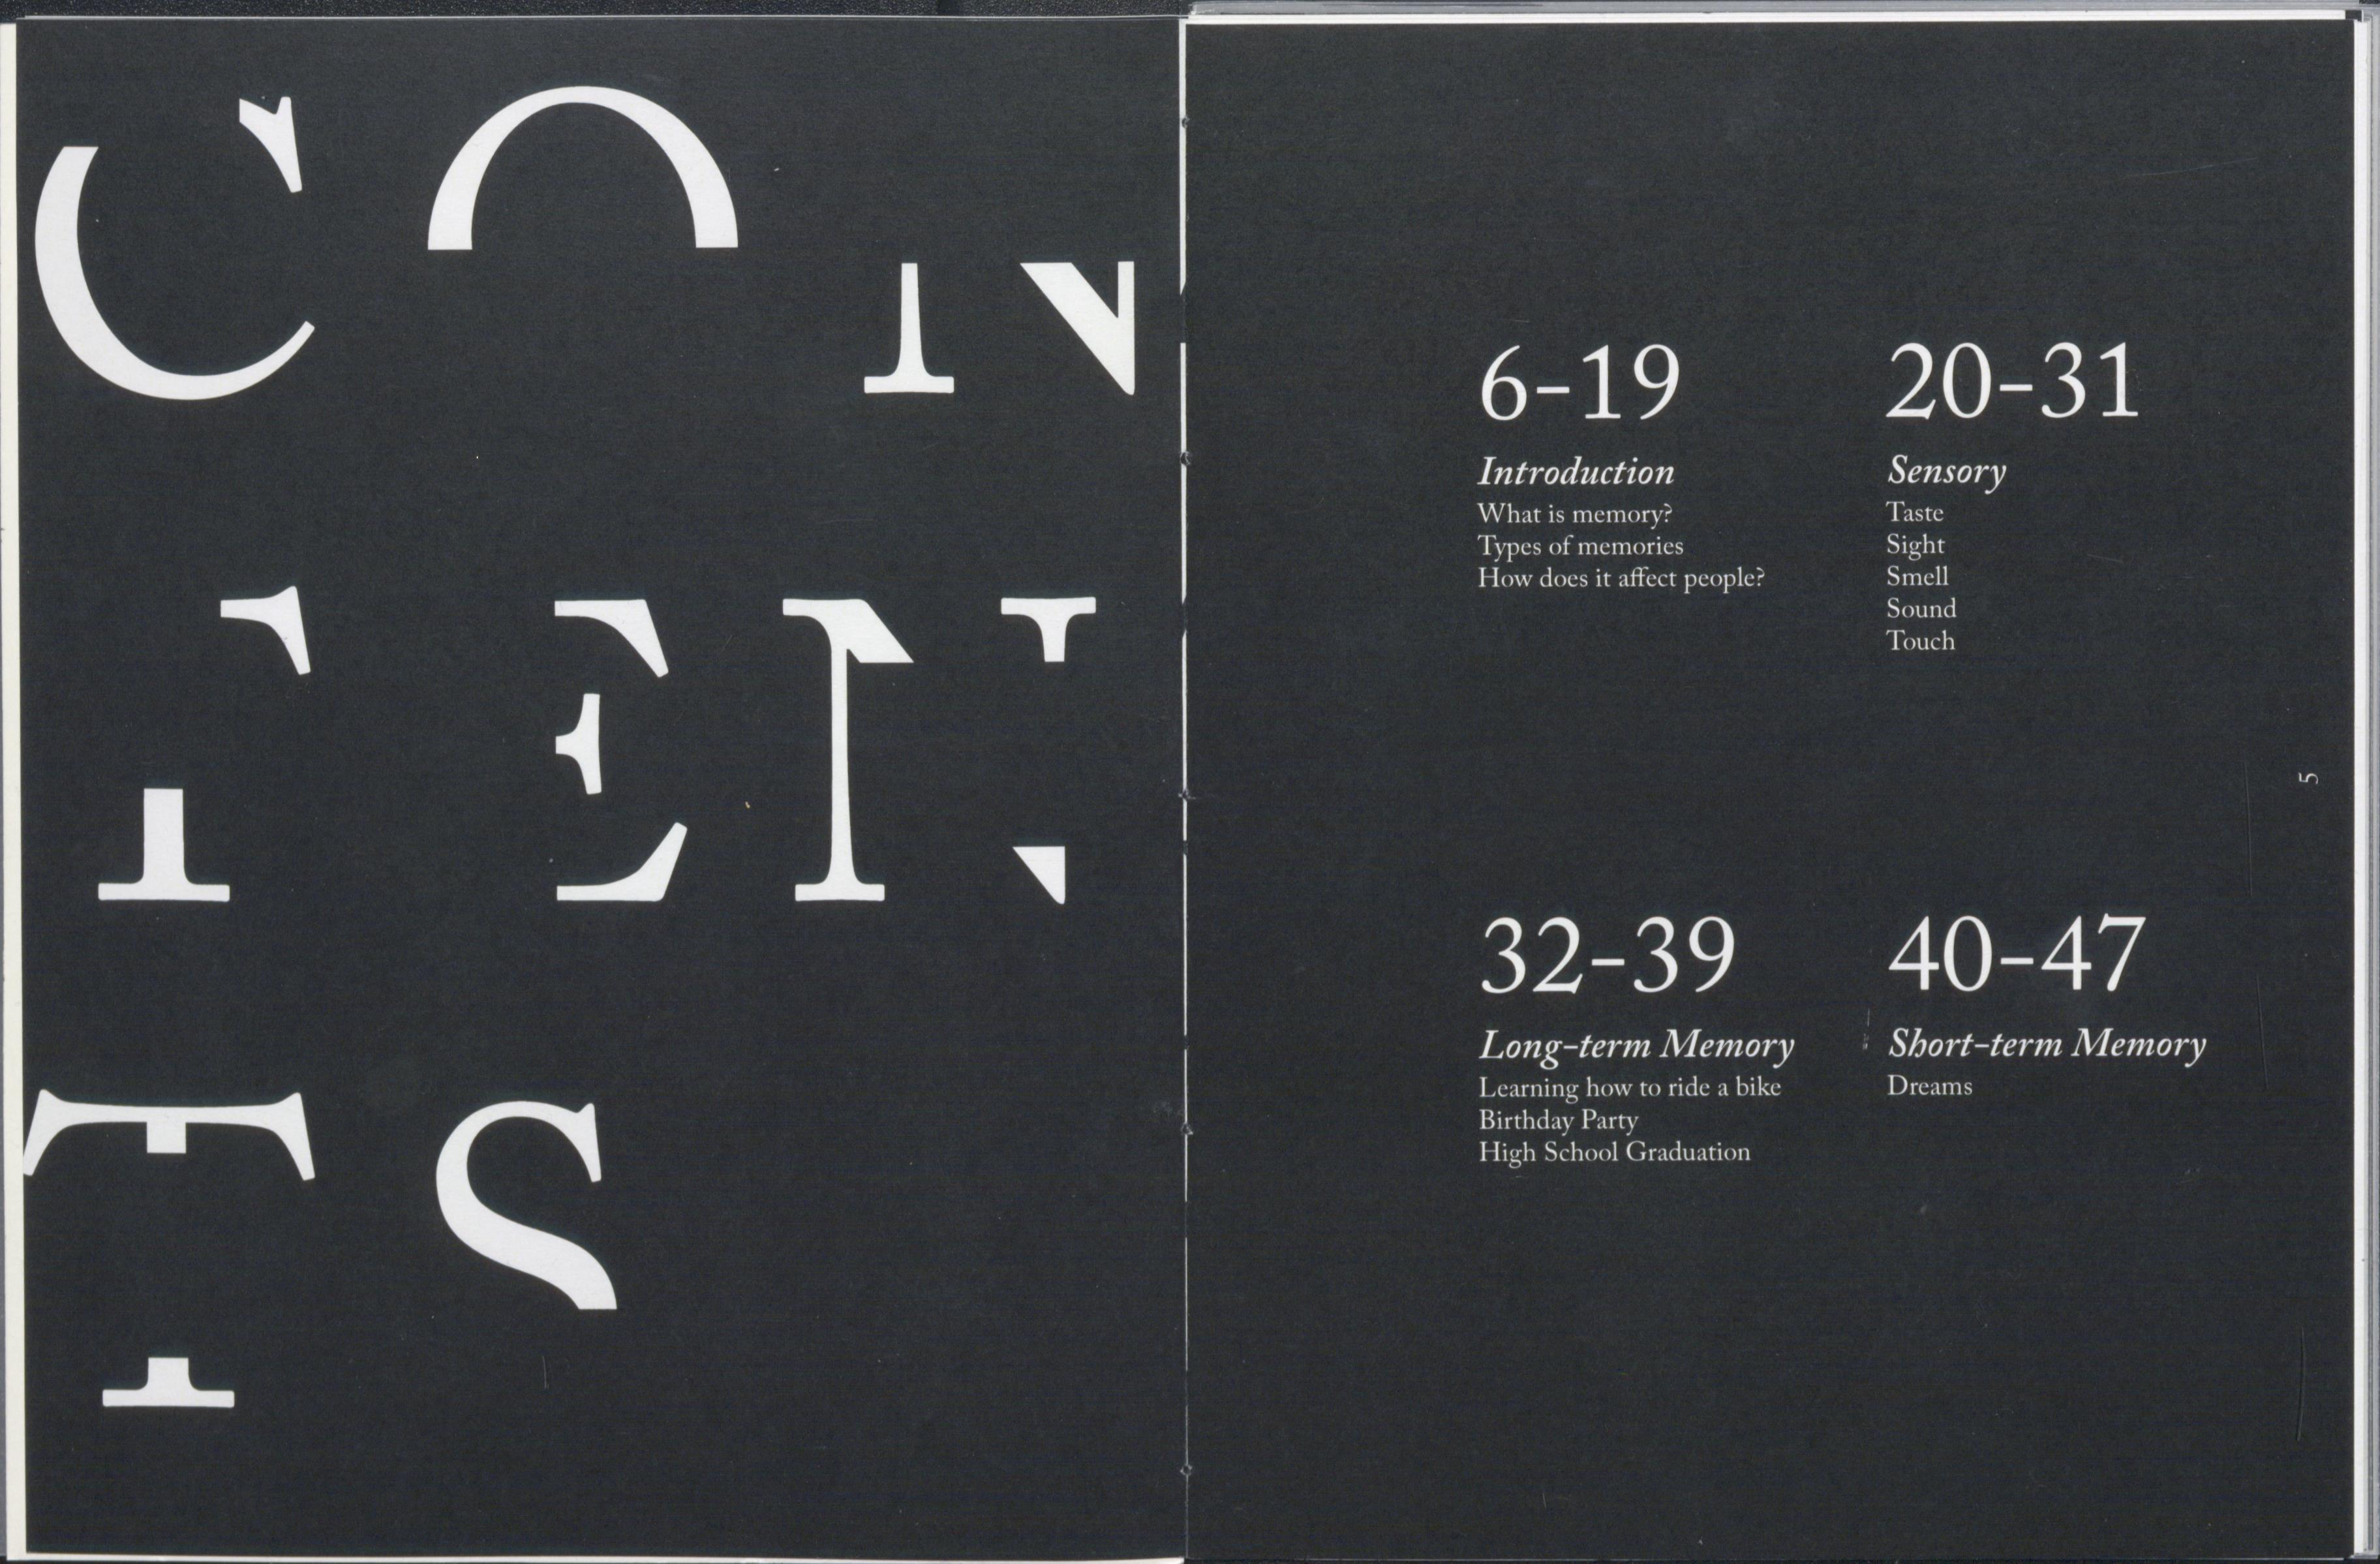 CON
TEN
TS
6-19
Introduction
What is memory?
Types of memories
How does it affect people?
20-31
Sensory
Taste
Sight
Smell
Sound
Touch
32-39
Long-term Memory
Learning how to ride a bike
Birthday Party
High School Graduation
40-47
Short-term Memory
Dreams
5